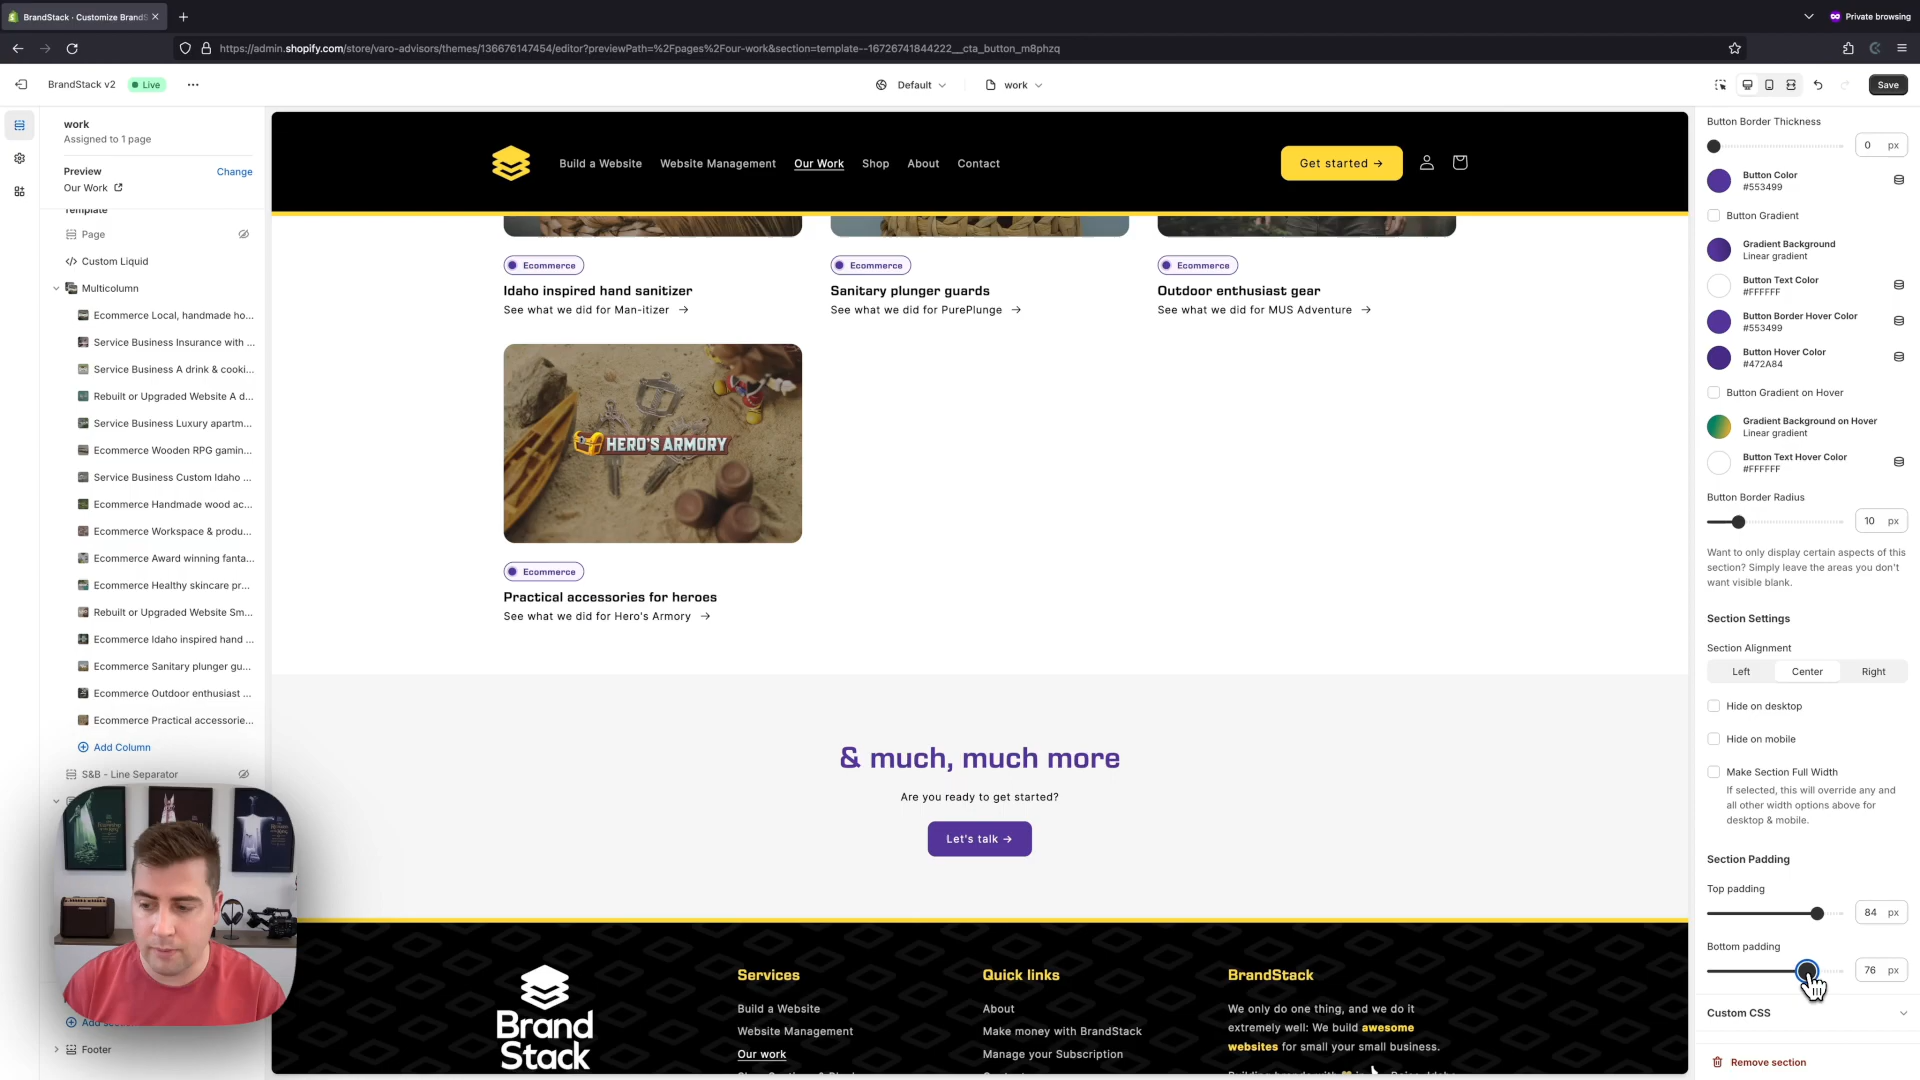 BrandStack · Customize BrandS
Private browsing
https://admin.shopify.com/store/varo-advisors/themes/136676147454/editor?previewPath=%2Fpages%2Four-work&section=template--16726741844222__cta_button_m8phzq
BrandStack v2
Live
Default
work
Save
work
Assigned to 1 page
Preview
Change
Our Work
Template
Page
Custom Liquid
Multicolumn
Ecommerce Local, handmade ho...
Service Business Insurance with ...
Service Business A drink & cooki...
Rebuilt or Upgraded Website A d...
Service Business Luxury apartm...
Ecommerce Wooden RPG gamin...
Service Business Custom Idaho ...
Ecommerce Handmade wood ac...
Ecommerce Workspace & produ...
Ecommerce Award winning fanta...
Ecommerce Healthy skincare pr...
Rebuilt or Upgraded Website Sm...
Ecommerce Idaho inspired hand ...
Ecommerce Sanitary plunger gu...
Ecommerce Outdoor enthusiast ...
Ecommerce Practical accessorie...
Add Column
S&B - Line Separator
Footer
Build a Website
Website Management
Our Work
Shop
About
Contact
Get started →
Ecommerce
Idaho inspired hand sanitizer
See what we did for Man-itizer →
Ecommerce
Sanitary plunger guards
See what we did for PurePlunge →
Ecommerce
Outdoor enthusiast gear
See what we did for MUS Adventure →
HERO'S ARMORY
Ecommerce
Practical accessories for heroes
See what we did for Hero's Armory →
& much, much more
Are you ready to get started?
Let's talk →
Brand
Stack
Services
Build a Website
Website Management
Our work
Quick links
About
Make money with BrandStack
Manage your Subscription
BrandStack
We only do one thing, and we do it
extremely well: We build awesome
websites for small your small business.
Button Border Thickness
0 px
Button Color
#553499
Button Gradient
Gradient Background
Linear gradient
Button Text Color
#FFFFFF
Button Border Hover Color
#553499
Button Hover Color
#472A84
Button Gradient on Hover
Gradient Background on Hover
Linear gradient
Button Text Hover Color
#FFFFFF
Button Border Radius
10 px
Want to only display certain aspects of this
section? Simply leave the areas you don't
want visible blank.
Section Settings
Section Alignment
Left
Center
Right
Hide on desktop
Hide on mobile
Make Section Full Width
If selected, this will override any and
all other width options above for
desktop & mobile.
Section Padding
Top padding
84 px
Bottom padding
76 px
Custom CSS
Remove section